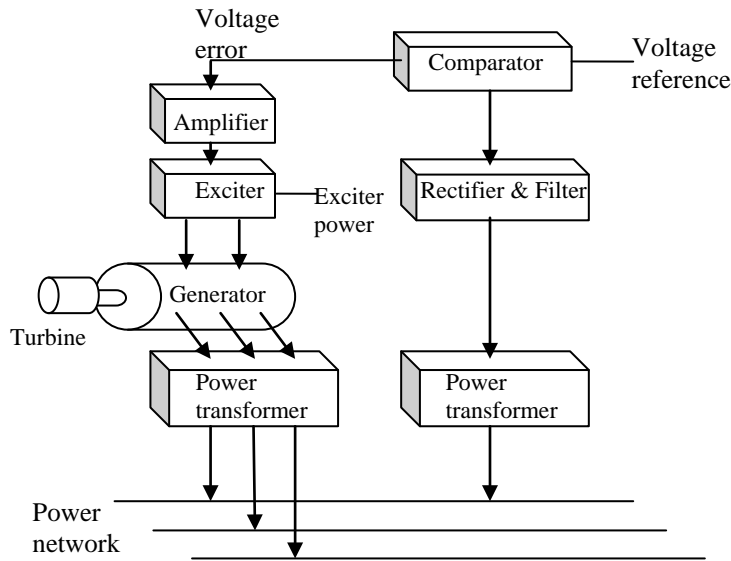 Voltage
error
Comparator
Voltage
reference
Amplifier
Exciter
Exciter
power
Rectifier & Filter
Generator
Turbine
Power
transformer
Power
transformer
Power
network